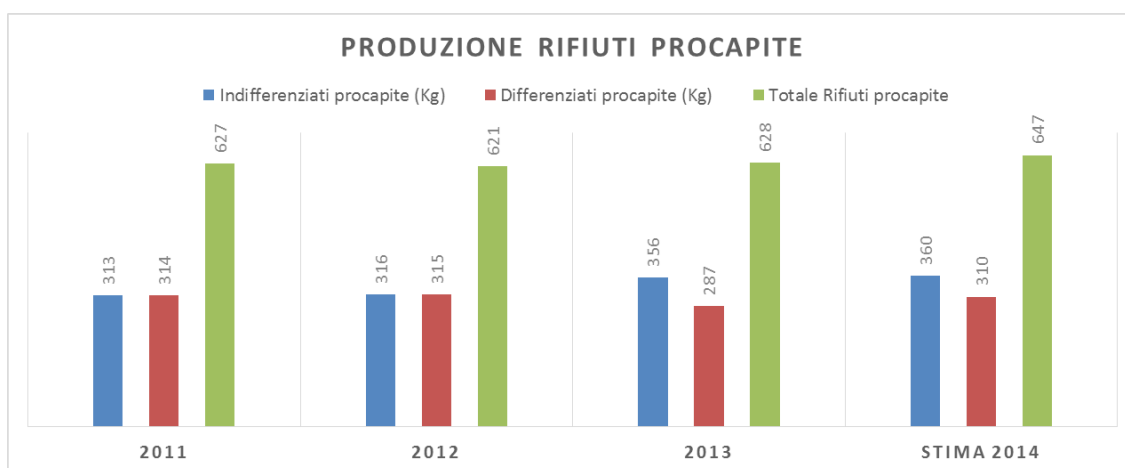 PRODUZIONE RIFIUTI PROCAPITE
Indifferenziati procapite (Kg) Differenziati procapite (Kg) Totale Rifiuti procapite
313 314 627 316 315 621 356 287 628 360 310 647
2011 2012 2013 STIMA 2014